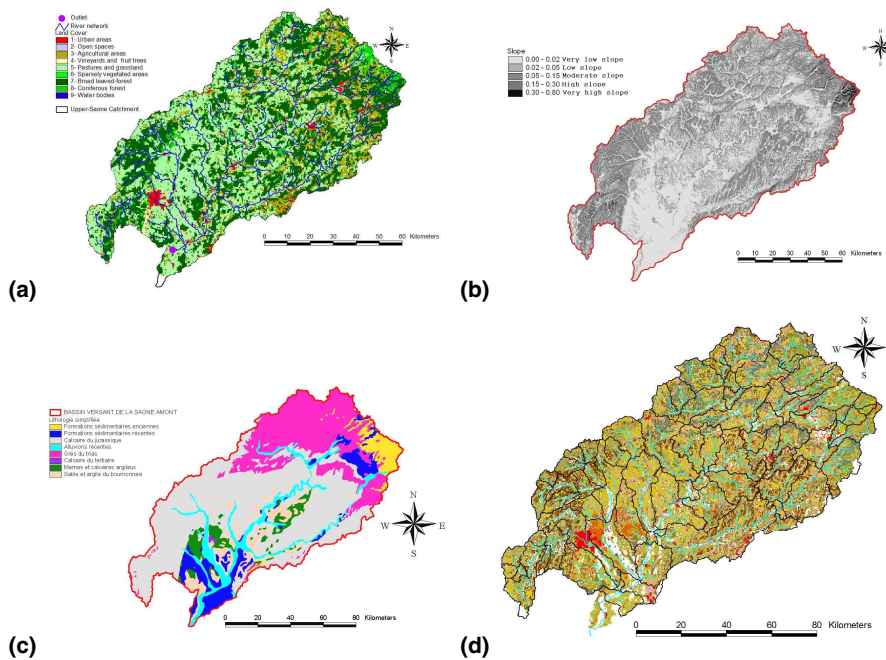 Outlet
River network
Land Cover
1- Urban areas
2- Open spaces
3- Agricultural areas
4- Vineyards and fruit trees
5- Pastures and grassland
6- Sparsely vegetated areas
7- Broad leaved-forest
8- Coniferous forest
9- Water bodies
Upper-Saone Catchment
N
W E
S
Kilometers
0 10 20 30 40 50 60
(a)
Slope
0.00 - 0.02 Very low slope
0.02 - 0.05 Low slope
0.05 - 0.15 Moderate slope
0.15 - 0.30 High slope
0.30 - 0.80 Very high slope
N
W E
S
Kilometers
0 10 20 30 40 50 60
(b)
BASSIN VERSANT DE LA SAONE AMONT
Lithologie simplifiée
Formations sédimentaires anciennes
Formations sédimentaires récentes
Calcaire du jurassique
Alluvions récentes
Grès du trias
Calcaire du tertiaire
Marnes et calcaires argileux
Sable et argile du bournonnais
N
W E
S
0 20 40 60 80 Kilometers
(c)
N
W E
S
0 20 40 60 80 Kilometers
(d)